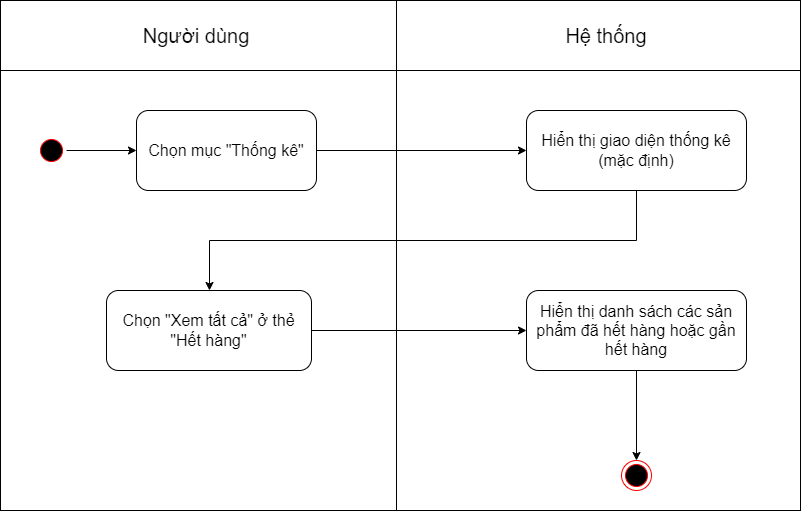 Người dùng
Hệ thống
Chọn mục "Thống kê"
Hiển thị giao diện thống kê
(mặc định)
Chọn "Xem tất cả" ở thẻ
"Hết hàng"
Hiển thị danh sách các sản
phẩm đã hết hàng hoặc gần
hết hàng